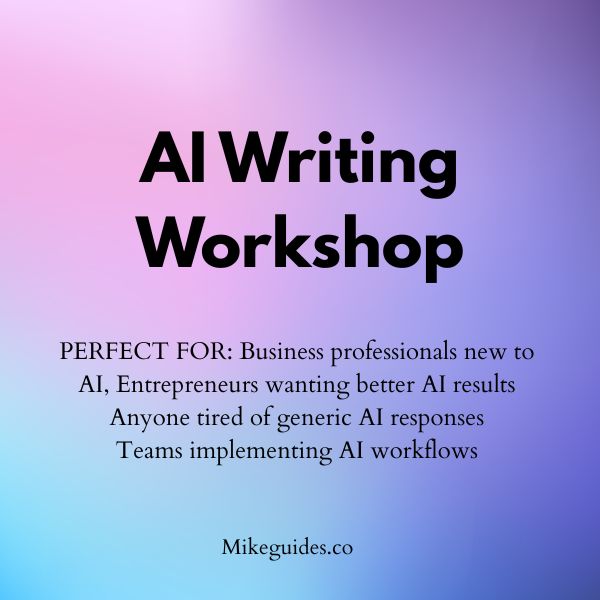 AI Writing
Workshop
PERFECT FOR: Business professionals new to
AI, Entrepreneurs wanting better AI results
Anyone tired of generic AI responses
Teams implementing AI workflows
Mikeguides.co